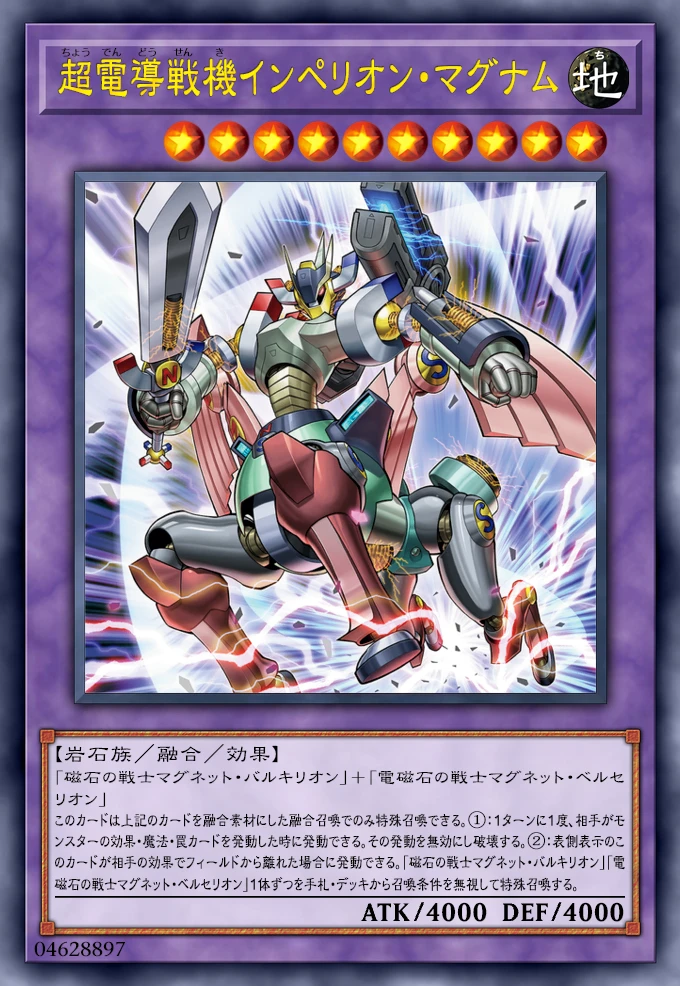 ちょう でん どう せん き
超電導戦機インペリオン・マグナム
ち
地
N
S
S
【岩石族／融合／効果】
「磁石の戦士マグネット・バルキリオン」＋「電磁石の戦士マグネット・ベルセ
リオン」
このカードは上記のカードを融合素材にした融合召喚でのみ特殊召喚できる。①：1ターンに1度、相手がモ
ンスターの効果・魔法・罠カードを発動した時に発動できる。その発動を無効にし破壊する。②：表側表示のこ
のカードが相手の効果でフィールドから離れた場合に発動できる。「磁石の戦士マグネット・バルキリオン」「電
磁石の戦士マグネット・ベルセリオン」1体ずつを手札・デッキから召喚条件を無視して特殊召喚する。
ATK/4000 DEF/4000
04628897